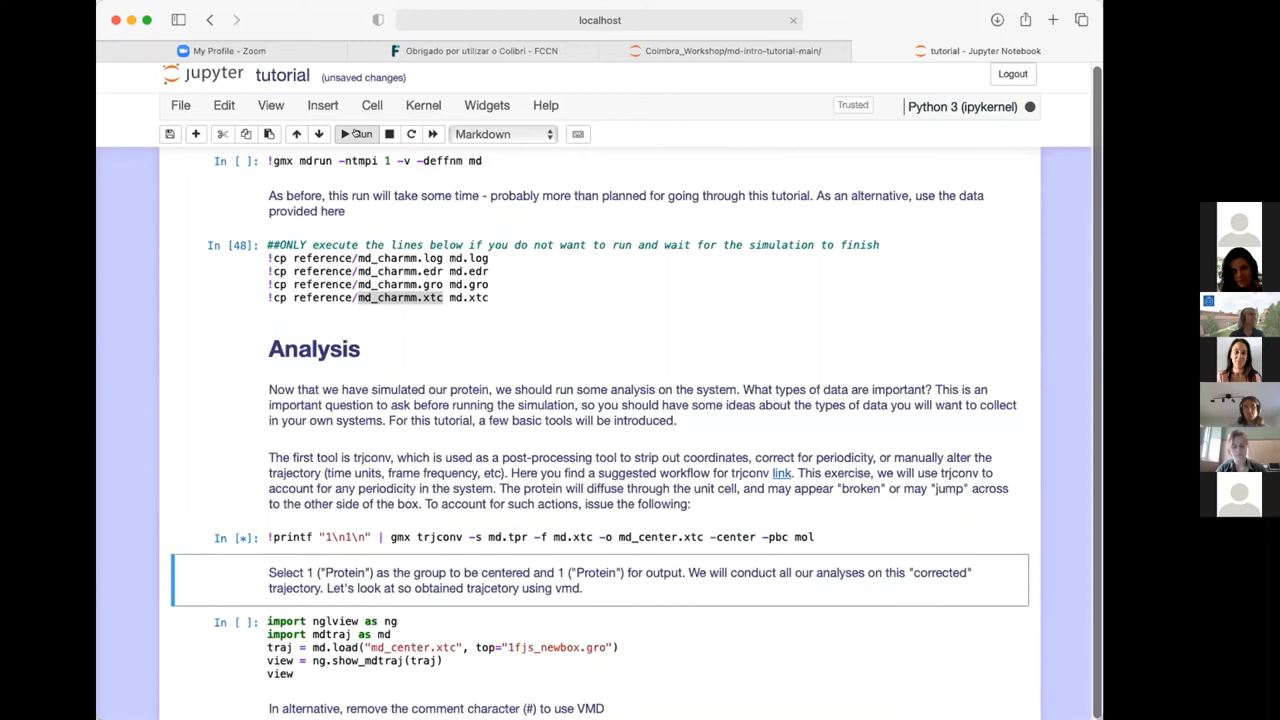 localhost
My Profile - Zoom
Obrigado por utilizar o Colibri - FCCN
Coimbra_Workshop/md-intro-tutorial-main/
tutorial - Jupyter Notebook
jupyter tutorial (unsaved changes)
Logout
File Edit View Insert Cell Kernel Widgets Help
Trusted
Python 3 (ipykernel)
Run
Markdown
In [ ]: !gmx mdrun -ntmpi 1 -v -deffnm md
As before, this run will take some time - probably more than planned for going through this tutorial. As an alternative, use the data
provided here
In [48]: ##ONLY execute the lines below if you do not want to run and wait for the simulation to finish
!cp reference/md_charmm.log md.log
!cp reference/md_charmm.edr md.edr
!cp reference/md_charmm.gro md.gro
!cp reference/md_charmm.xtc md.xtc
Analysis
Now that we have simulated our protein, we should run some analysis on the system. What types of data are important? This is an
important question to ask before running the simulation, so you should have some ideas about the types of data you will want to collect
in your own systems. For this tutorial, a few basic tools will be introduced.
The first tool is trjconv, which is used as a post-processing tool to strip out coordinates, correct for periodicity, or manually alter the
trajectory (time units, frame frequency, etc). Here you find a suggested workflow for trjconv link. This exercise, we will use trjconv to
account for any periodicity in the system. The protein will diffuse through the unit cell, and may appear "broken" or may "jump" across
to the other side of the box. To account for such actions, issue the following:
In [*]: !printf "1\n1\n" | gmx trjconv -s md.tpr -f md.xtc -o md_center.xtc -center -pbc mol
Select 1 ("Protein") as the group to be centered and 1 ("Protein") for output. We will conduct all our analyses on this "corrected"
trajectory. Let's look at so obtained trajcetory using vmd.
In [ ]: import nglview as ng
import mdtraj as md
traj = md.load("md_center.xtc", top="1fjs_newbox.gro")
view = ng.show_mdtraj(traj)
view
In alternative, remove the comment character (#) to use VMD